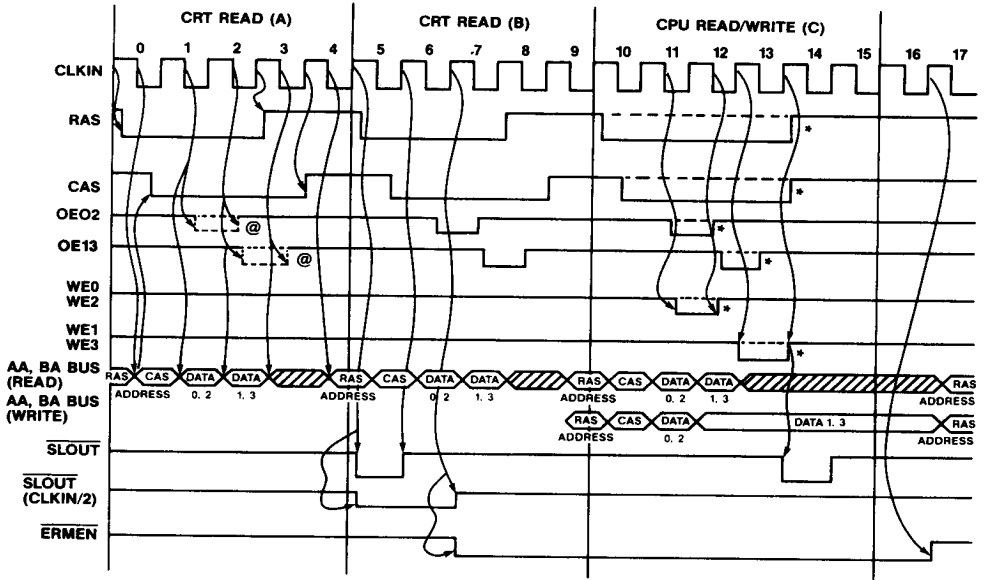 CRT READ (A) CRT READ (B) CPU READ/WRITE (C)
0 1 2 3 4 5 6 7 8 9 10 11 12 13 14 15 16 17
CLKIN
RAS *
CAS *
OEO2 @ *
OE13 @ *
WE0
WE2 *
WE1
WE3 *
AA, BA BUS
(READ) RAS CAS DATA DATA RAS CAS DATA DATA RAS CAS DATA DATA RAS
ADDRESS 0, 2 1, 3 ADDRESS 0, 2 1, 3 ADDRESS 0, 2 1, 3 ADDRESS
AA, BA BUS
(WRITE) RAS CAS DATA DATA 1, 3 RAS
ADDRESS 0, 2 ADDRESS
SLOUT
SLOUT
(CLKIN/2)
ERMEN